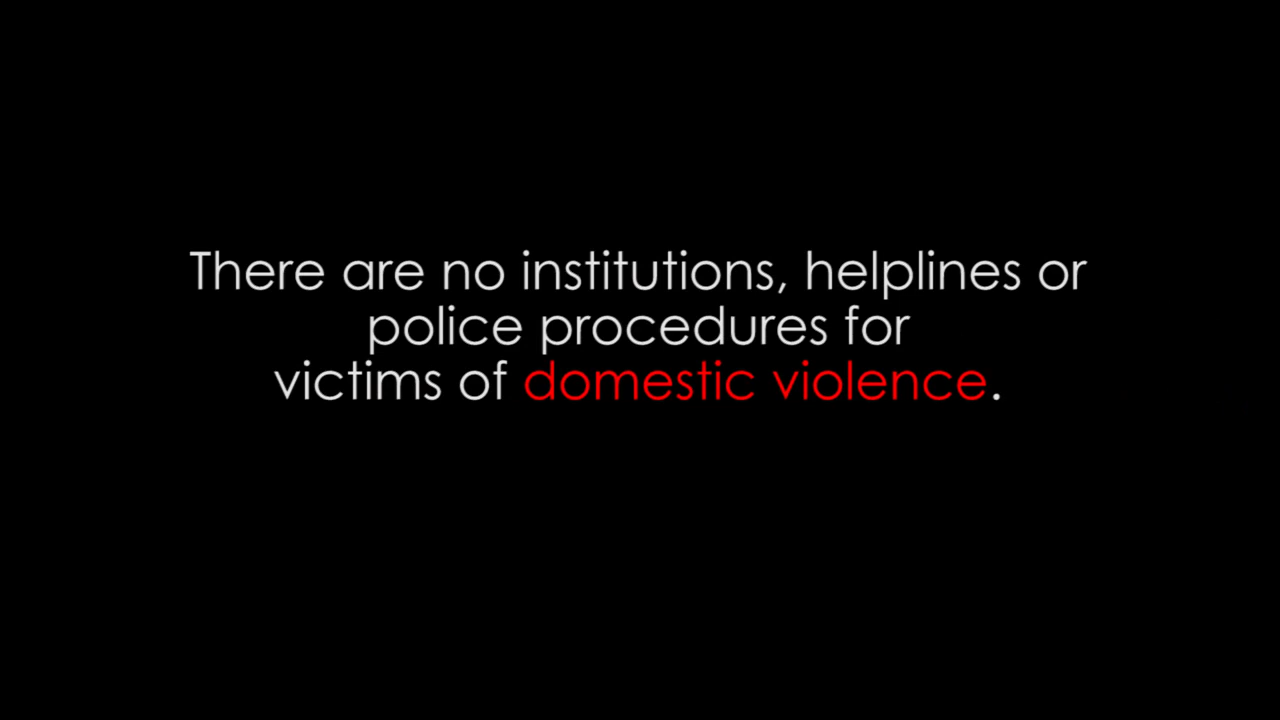 There are no institutions, helplines or
police procedures for
victims of domestic violence.